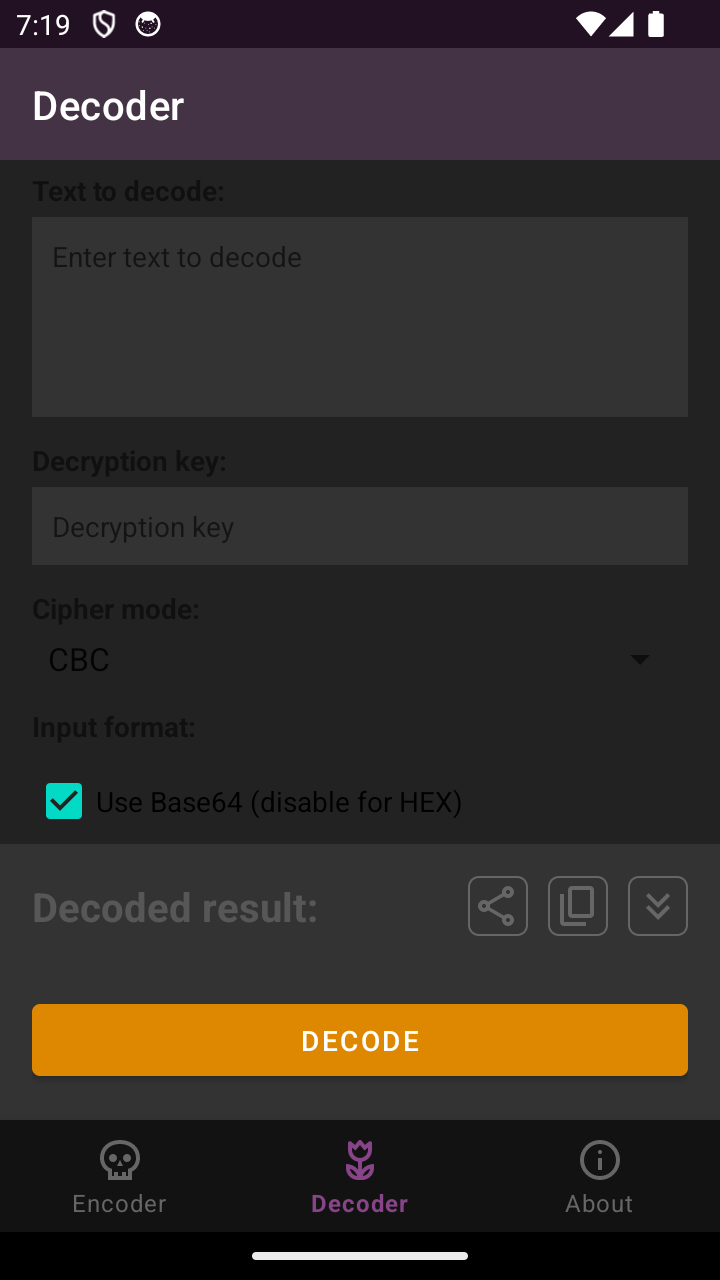 7:19
Decoder
Text to decode:
Enter text to decode
Decryption key:
Decryption key
Cipher mode:
CBC
Input format:
Use Base64 (disable for HEX)
Decoded result:
DECODE
Encoder
Decoder
About